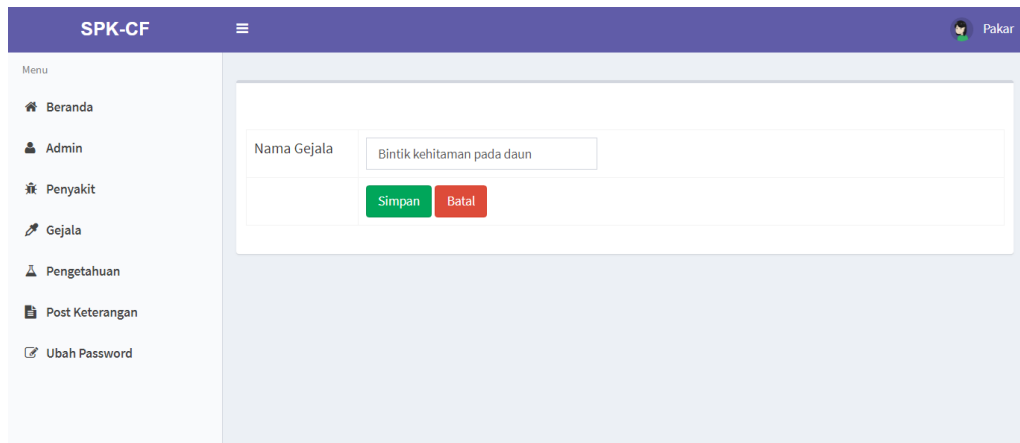 SPK-CF
Pakar
Menu
Beranda
Admin
Penyakit
Gejala
Pengetahuan
Post Keterangan
Ubah Password
Nama Gejala
Bintik kehitaman pada daun
Simpan
Batal